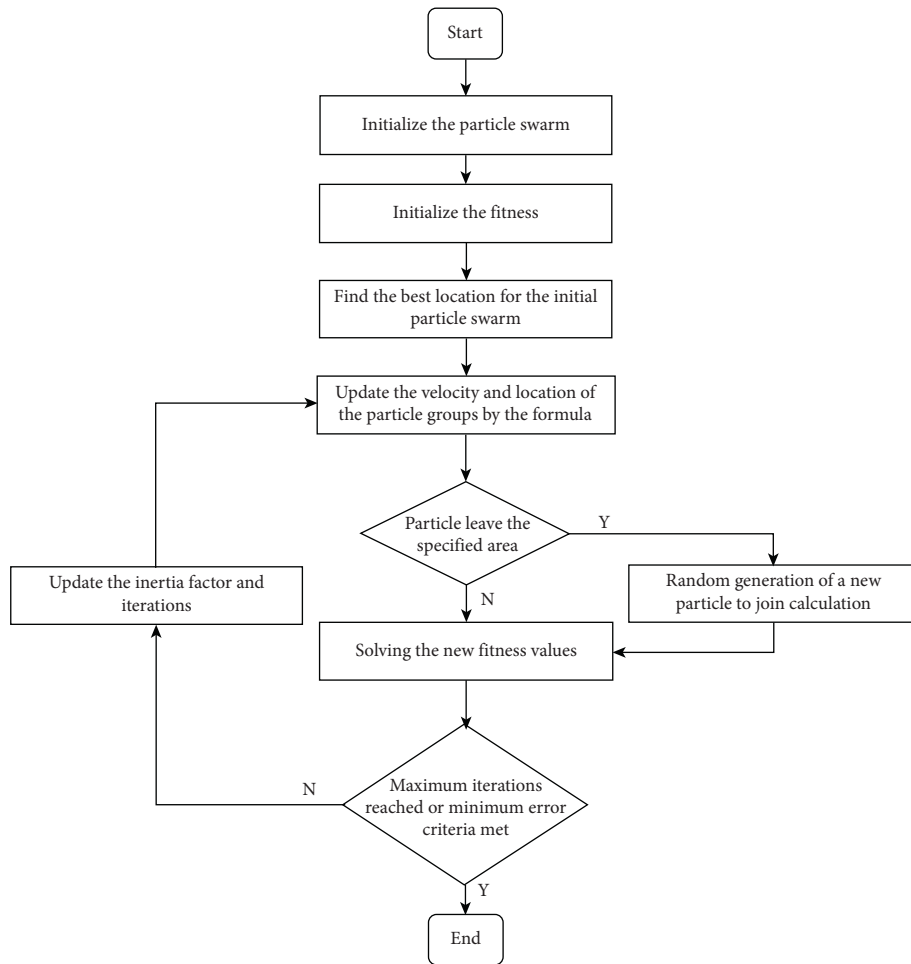 Start
Initialize the particle swarm
Initialize the fitness
Find the best location for the initial
particle swarm
Update the velocity and location of
the particle groups by the formula
Particle leave the
specified area
Y
N
Random generation of a new
particle to join calculation
Update the inertia factor and
iterations
Solving the new fitness values
Maximum iterations
reached or minimum error
criteria met
N
Y
End